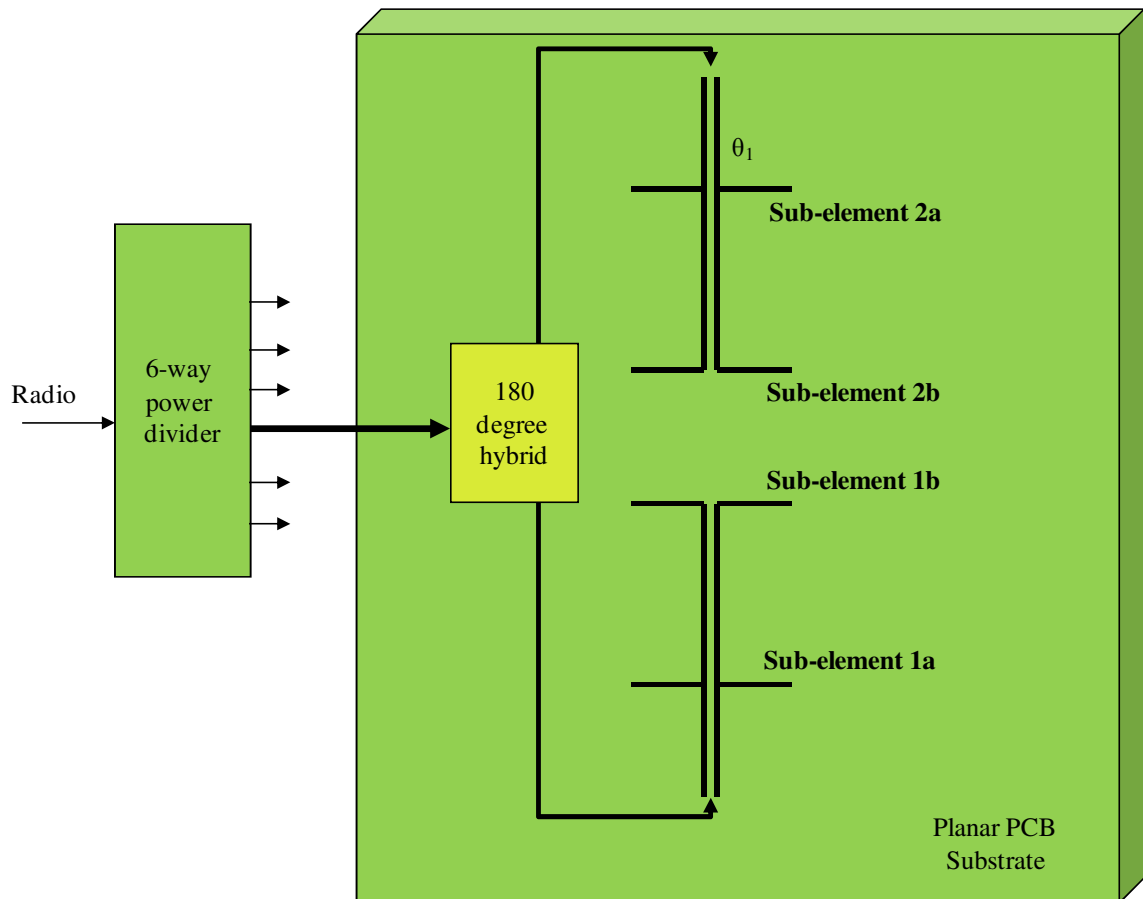 Radio
6-way
power
divider
180
degree
hybrid
θ1
Sub-element 2a
Sub-element 2b
Sub-element 1b
Sub-element 1a
Planar PCB
Substrate